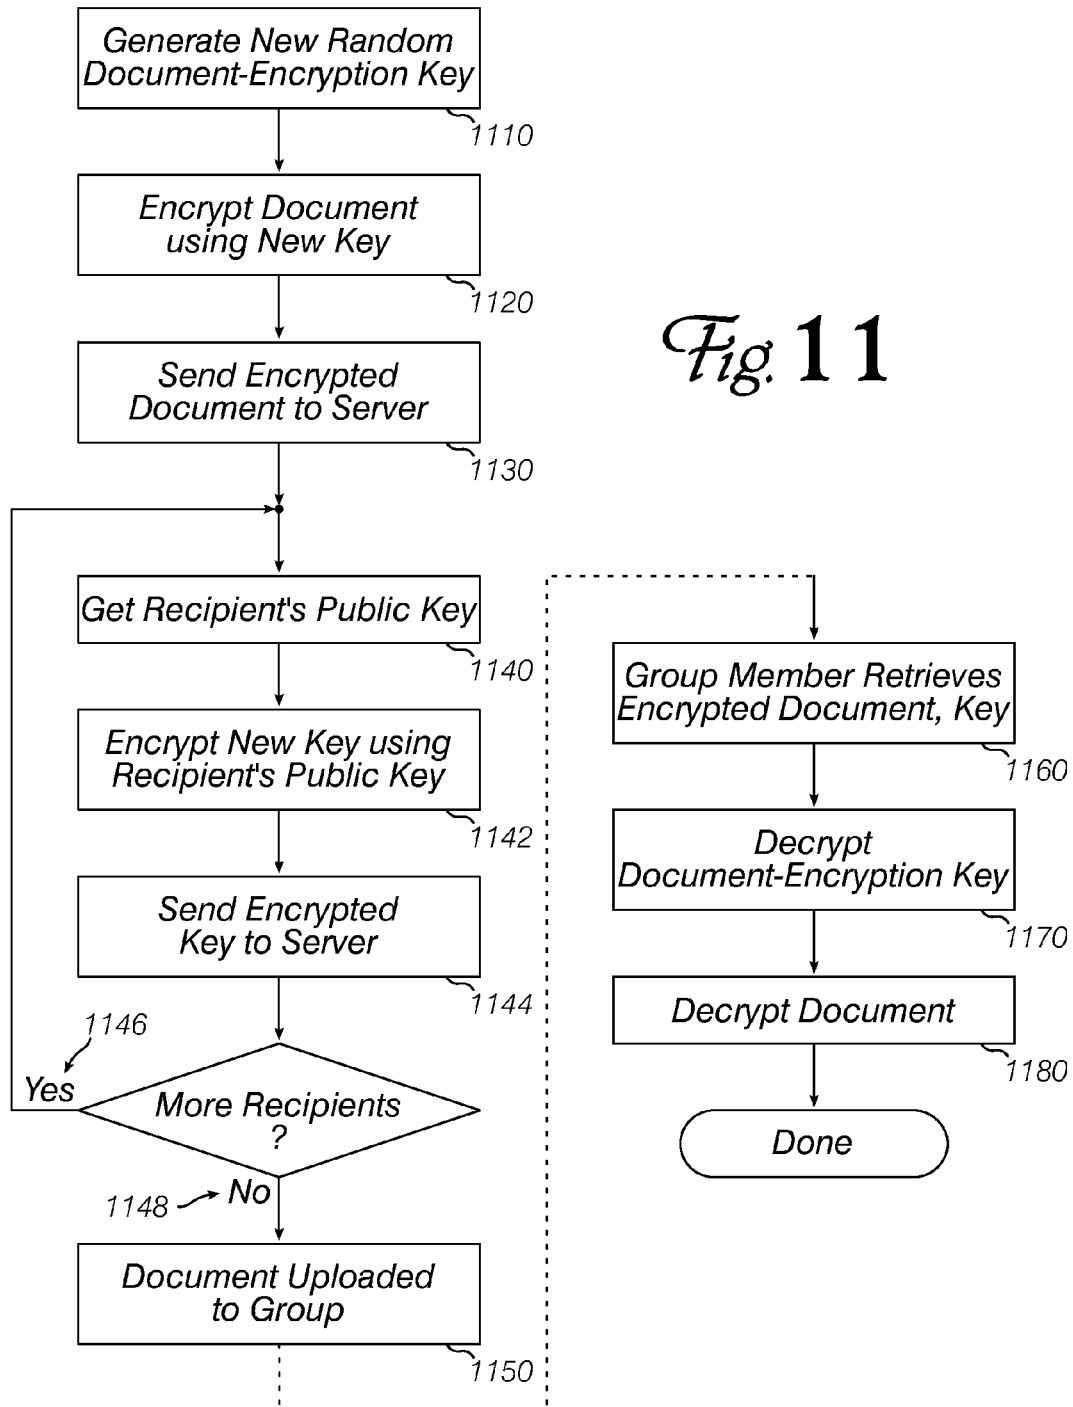 Generate New Random
Document-Encryption Key
1110
Encrypt Document
using New Key
1120
Send Encrypted
Document to Server
1130
Fig. 11
Get Recipient's Public Key
1140
Encrypt New Key using
Recipient's Public Key
1142
Send Encrypted
Key to Server
1144
1146
Yes
More Recipients
?
1148
No
Document Uploaded
to Group
1150
Group Member Retrieves
Encrypted Document, Key
1160
Decrypt
Document-Encryption Key
1170
Decrypt Document
1180
Done